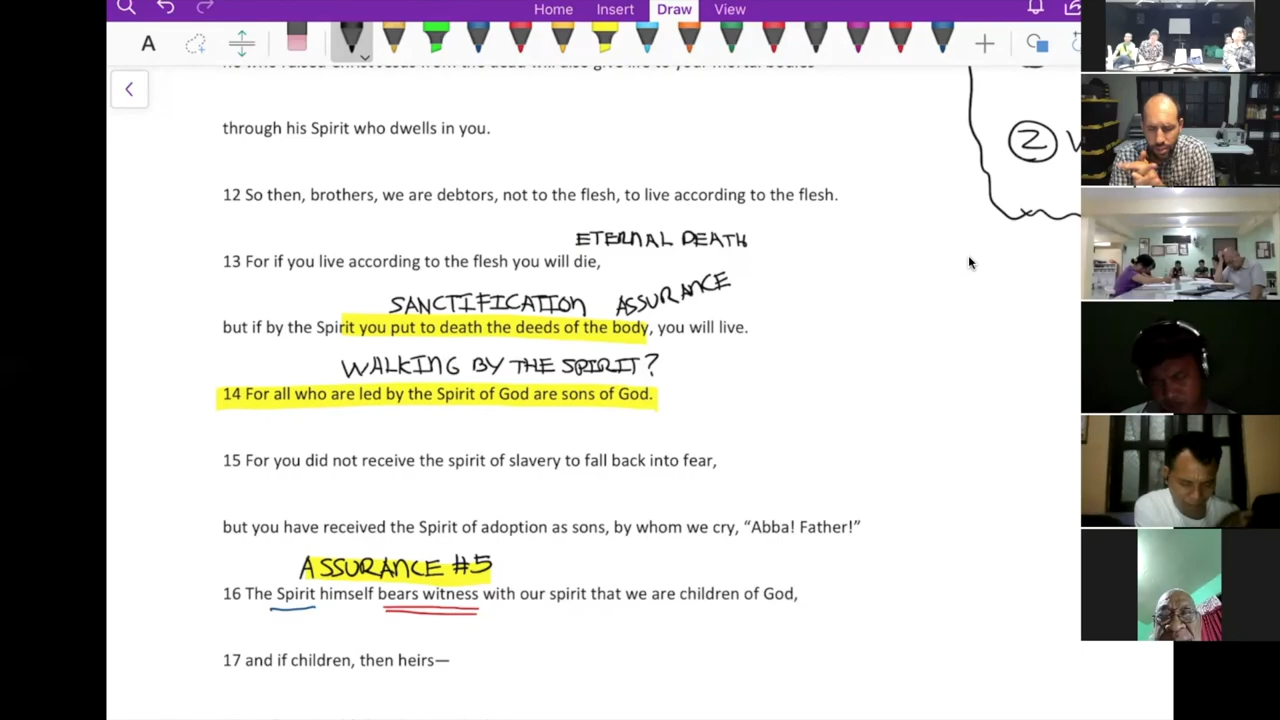 Home Insert Draw View
A
through his Spirit who dwells in you.
② 
12 So then, brothers, we are debtors, not to the flesh, to live according to the flesh.
ETERNAL DEATH
13 For if you live according to the flesh you will die,
SANCTIFICATION ASSURANCE
but if by the Spirit you put to death the deeds of the body, you will live.
WALKING BY THE SPIRIT?
14 For all who are led by the Spirit of God are sons of God.
15 For you did not receive the spirit of slavery to fall back into fear,
but you have received the Spirit of adoption as sons, by whom we cry, “Abba! Father!”
ASSURANCE #5
16 The Spirit himself bears witness with our spirit that we are children of God,
17 and if children, then heirs—